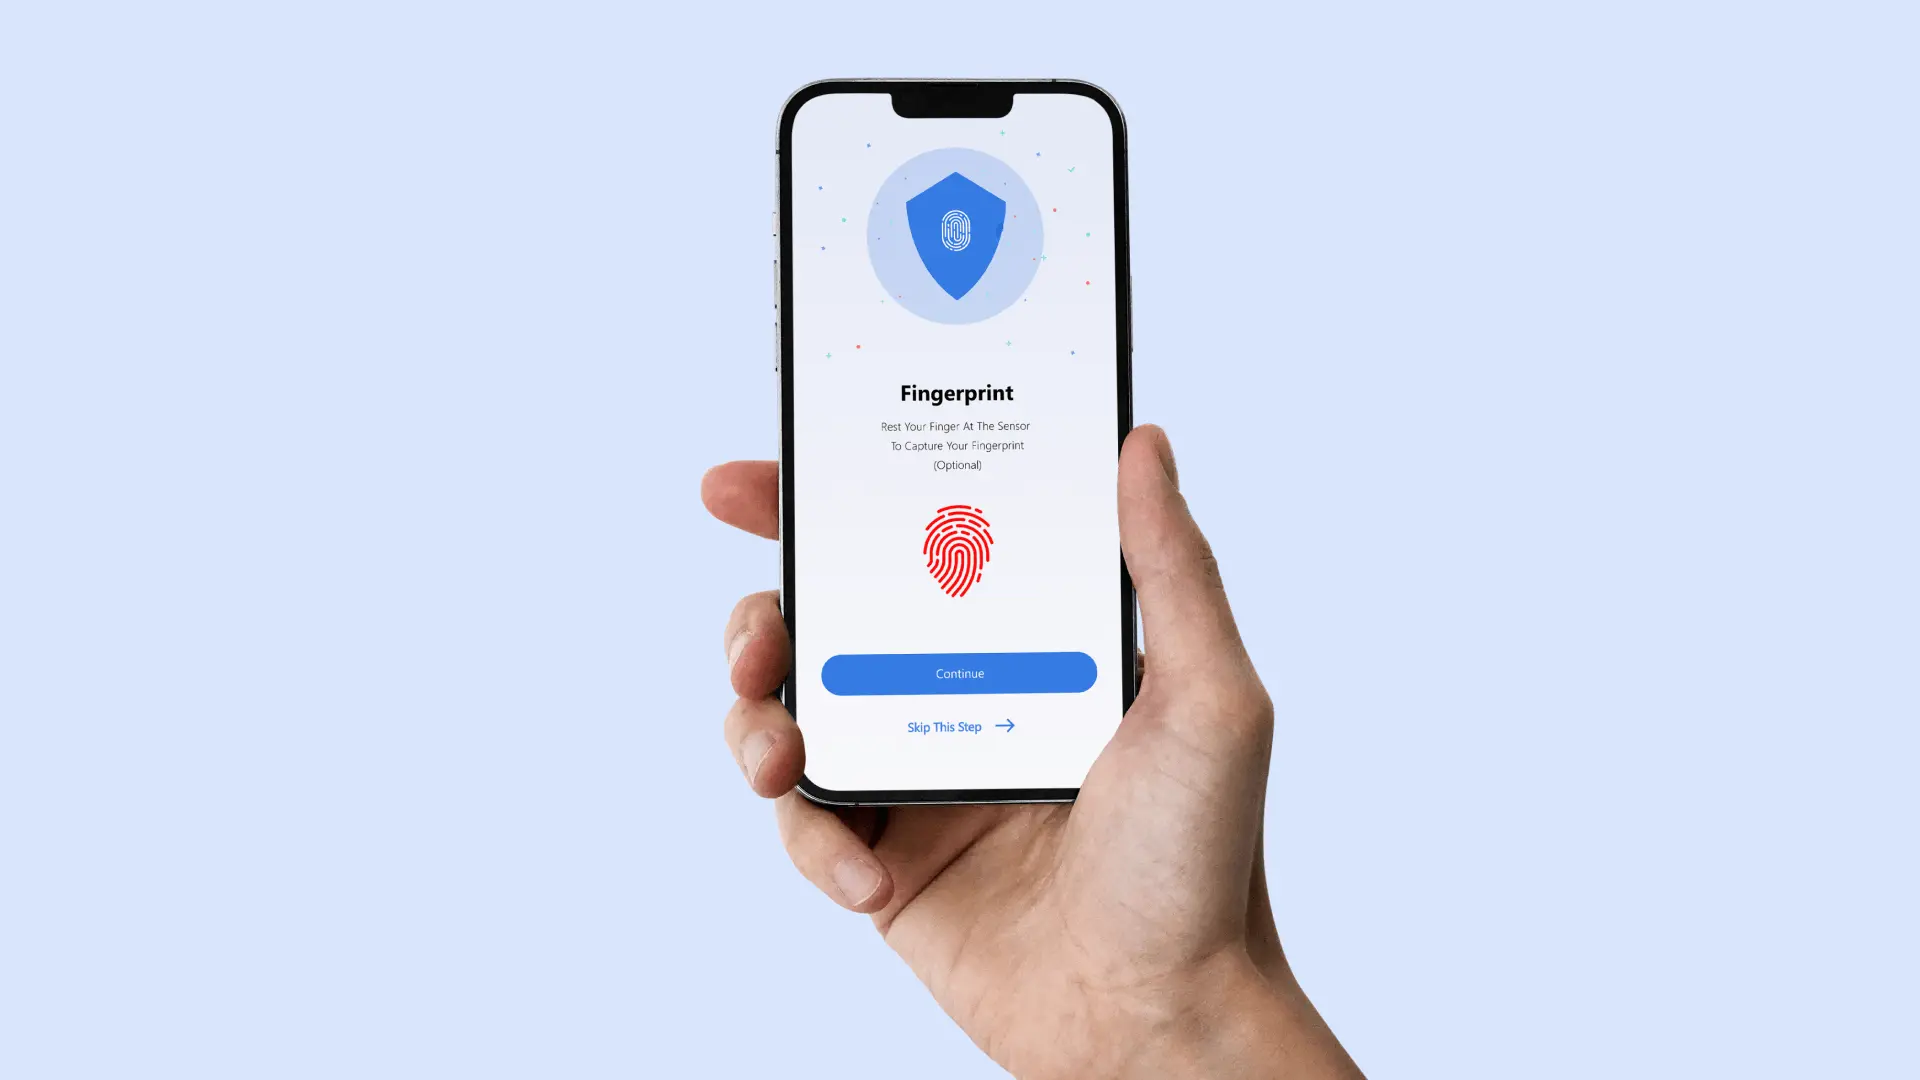 Fingerprint
Rest Your Finger At The Sensor
To Capture Your Fingerprint
(Optional)
Continue
Skip This Step